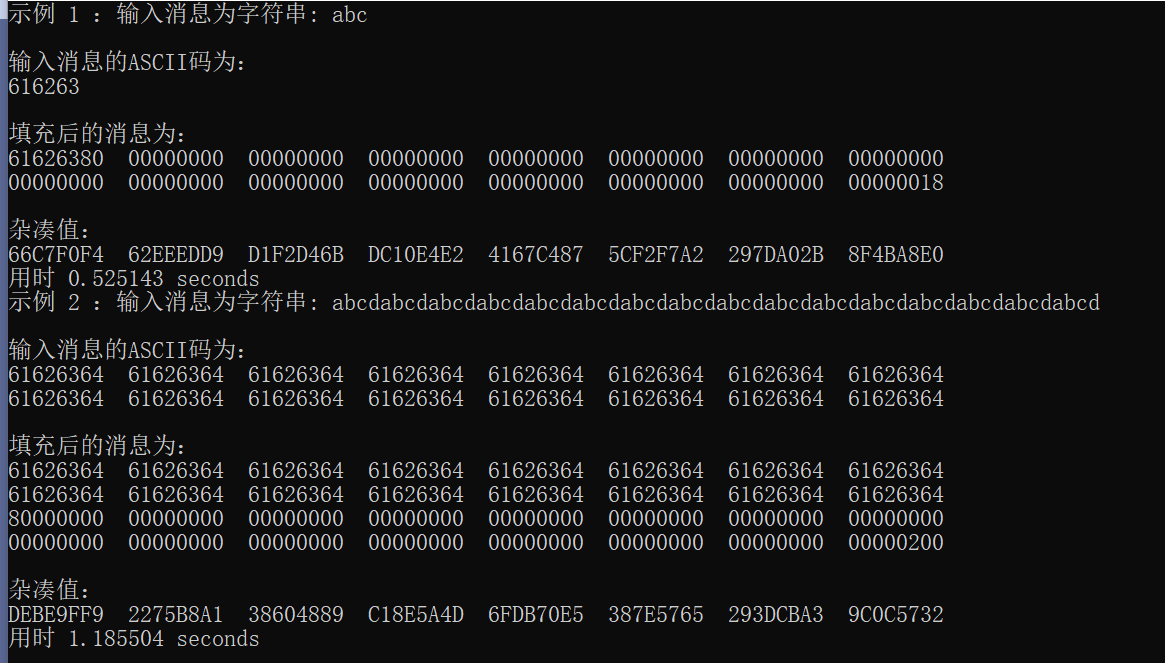 示例 1 : 输入消息为字符串: abc
输入消息的ASCII码为:
616263
填充后的消息为:
61626380 00000000 00000000 00000000 00000000 00000000 00000000 00000000
00000000 00000000 00000000 00000000 00000000 00000000 00000000 00000018
杂凑值:
66C7F0F4 62EEEDD9 D1F2D46B DC10E4E2 4167C487 5CF2F7A2 297DA02B 8F4BA8E0
用时 0.525143 seconds
示例 2 : 输入消息为字符串: abcdabcdabcdabcdabcdabcdabcdabcdabcdabcdabcdabcdabcdabcdabcdabcd
输入消息的ASCII码为:
61626364 61626364 61626364 61626364 61626364 61626364 61626364 61626364
61626364 61626364 61626364 61626364 61626364 61626364 61626364 61626364
填充后的消息为:
61626364 61626364 61626364 61626364 61626364 61626364 61626364 61626364
61626364 61626364 61626364 61626364 61626364 61626364 61626364 61626364
80000000 00000000 00000000 00000000 00000000 00000000 00000000 00000000
00000000 00000000 00000000 00000000 00000000 00000000 00000000 00000200
杂凑值:
DEBE9FF9 2275B8A1 38604889 C18E5A4D 6FDB70E5 387E5765 293DCBA3 9C0C5732
用时 1.185504 seconds